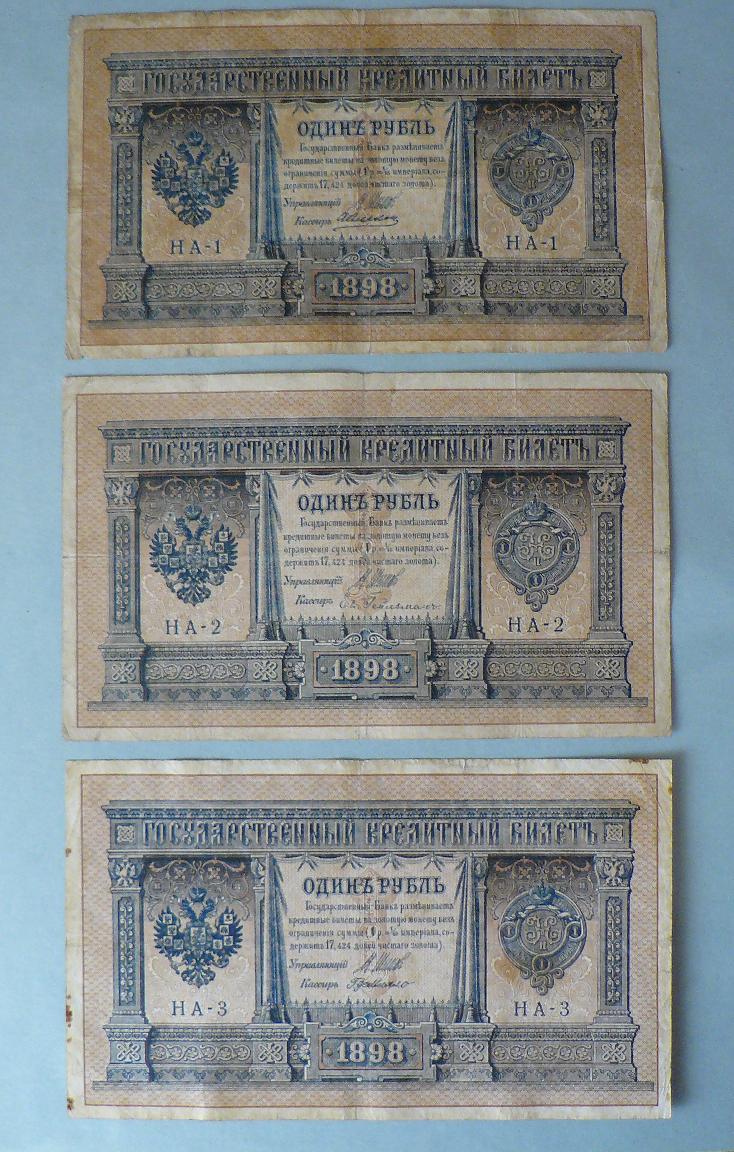 ГОСУДАРСТВЕННЫЙ КРЕДИТНЫЙ БИЛЕТЪ
ОДИНЪ РУБЛЬ
Государственный Банкъ размѣниваетъ
кредитные билеты на золотую монету безъ
ограниченія суммы (1 р. = 1/15 имперіала, со-
держитъ 17,424 долей чистаго золота).
Управляющій
Кассиръ
НА-1
НА-1
1898
ГОСУДАРСТВЕННЫЙ КРЕДИТНЫЙ БИЛЕТЪ
ОДИНЪ РУБЛЬ
Государственный Банкъ размѣниваетъ
кредитные билеты на золотую монету безъ
ограниченія суммы (1 р. = 1/15 имперіала, со-
держитъ 17,424 долей чистаго золота).
Управляющій
Кассиръ
НА-2
НА-2
1898
ГОСУДАРСТВЕННЫЙ КРЕДИТНЫЙ БИЛЕТЪ
ОДИНЪ РУБЛЬ
Государственный Банкъ размѣниваетъ
кредитные билеты на золотую монету безъ
ограниченія суммы (1 р. = 1/15 имперіала, со-
держитъ 17,424 долей чистаго золота).
Управляющій
Кассиръ
НА-3
НА-3
1898